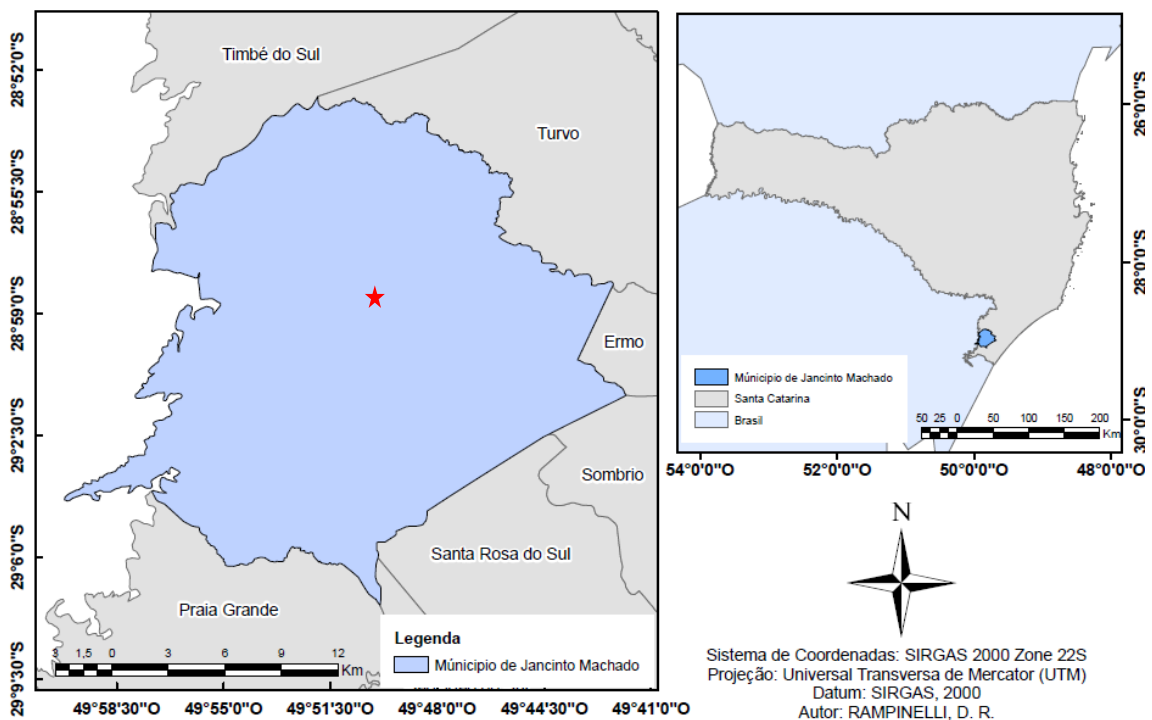 Timbé do Sul
Turvo
Ermo
Sombrio
Santa Rosa do Sul
Praia Grande
28°52'0"S
28°55'30"S
28°59'0"S
29°2'30"S
29°6'0"S
29°9'30"S
3 1,5 0 3 6 9 12
Km
Legenda
Múnicipio de Jancinto Machado
49°58'30"O 49°55'0"O 49°51'30"O 49°48'0"O 49°44'30"O 49°41'0"O
26°0'0"S
28°0'0"S
30°0'0"S
Múnicipio de Jancinto Machado
Santa Catarina
Brasil
50 25 0 50 100 150 200
Km
54°0'0"O 52°0'0"O 50°0'0"O 48°0'0"O
N
Sistema de Coordenadas: SIRGAS 2000 Zone 22S
Projeção: Universal Transversa de Mercator (UTM)
Datum: SIRGAS, 2000
Autor: RAMPINELLI, D. R.